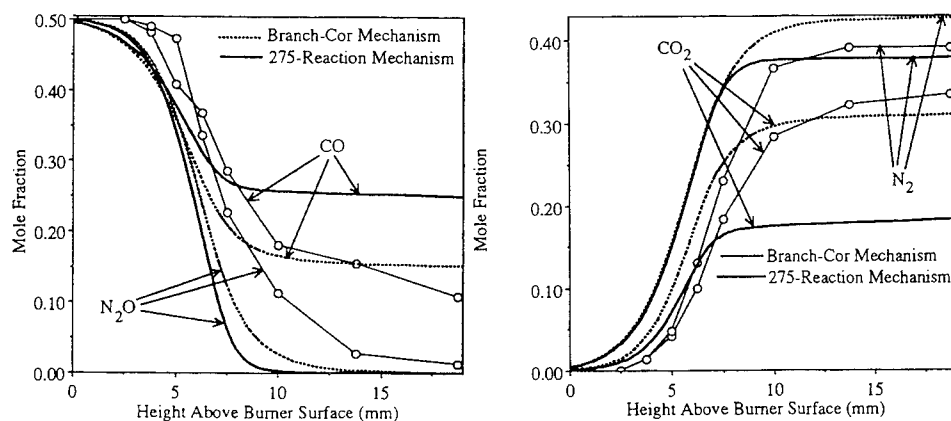 0.50
0.40
0.30
0.20
0.10
0.00
Mole Fraction
Branch-Cor Mechanism
275-Reaction Mechanism
CO
N2O
0
5
10
15
Height Above Burner Surface (mm)
0.40
0.30
0.20
0.10
0.00
Mole Fraction
CO2
N2
Branch-Cor Mechanism
275-Reaction Mechanism
0
5
10
15
Height Above Burner Surface (mm)